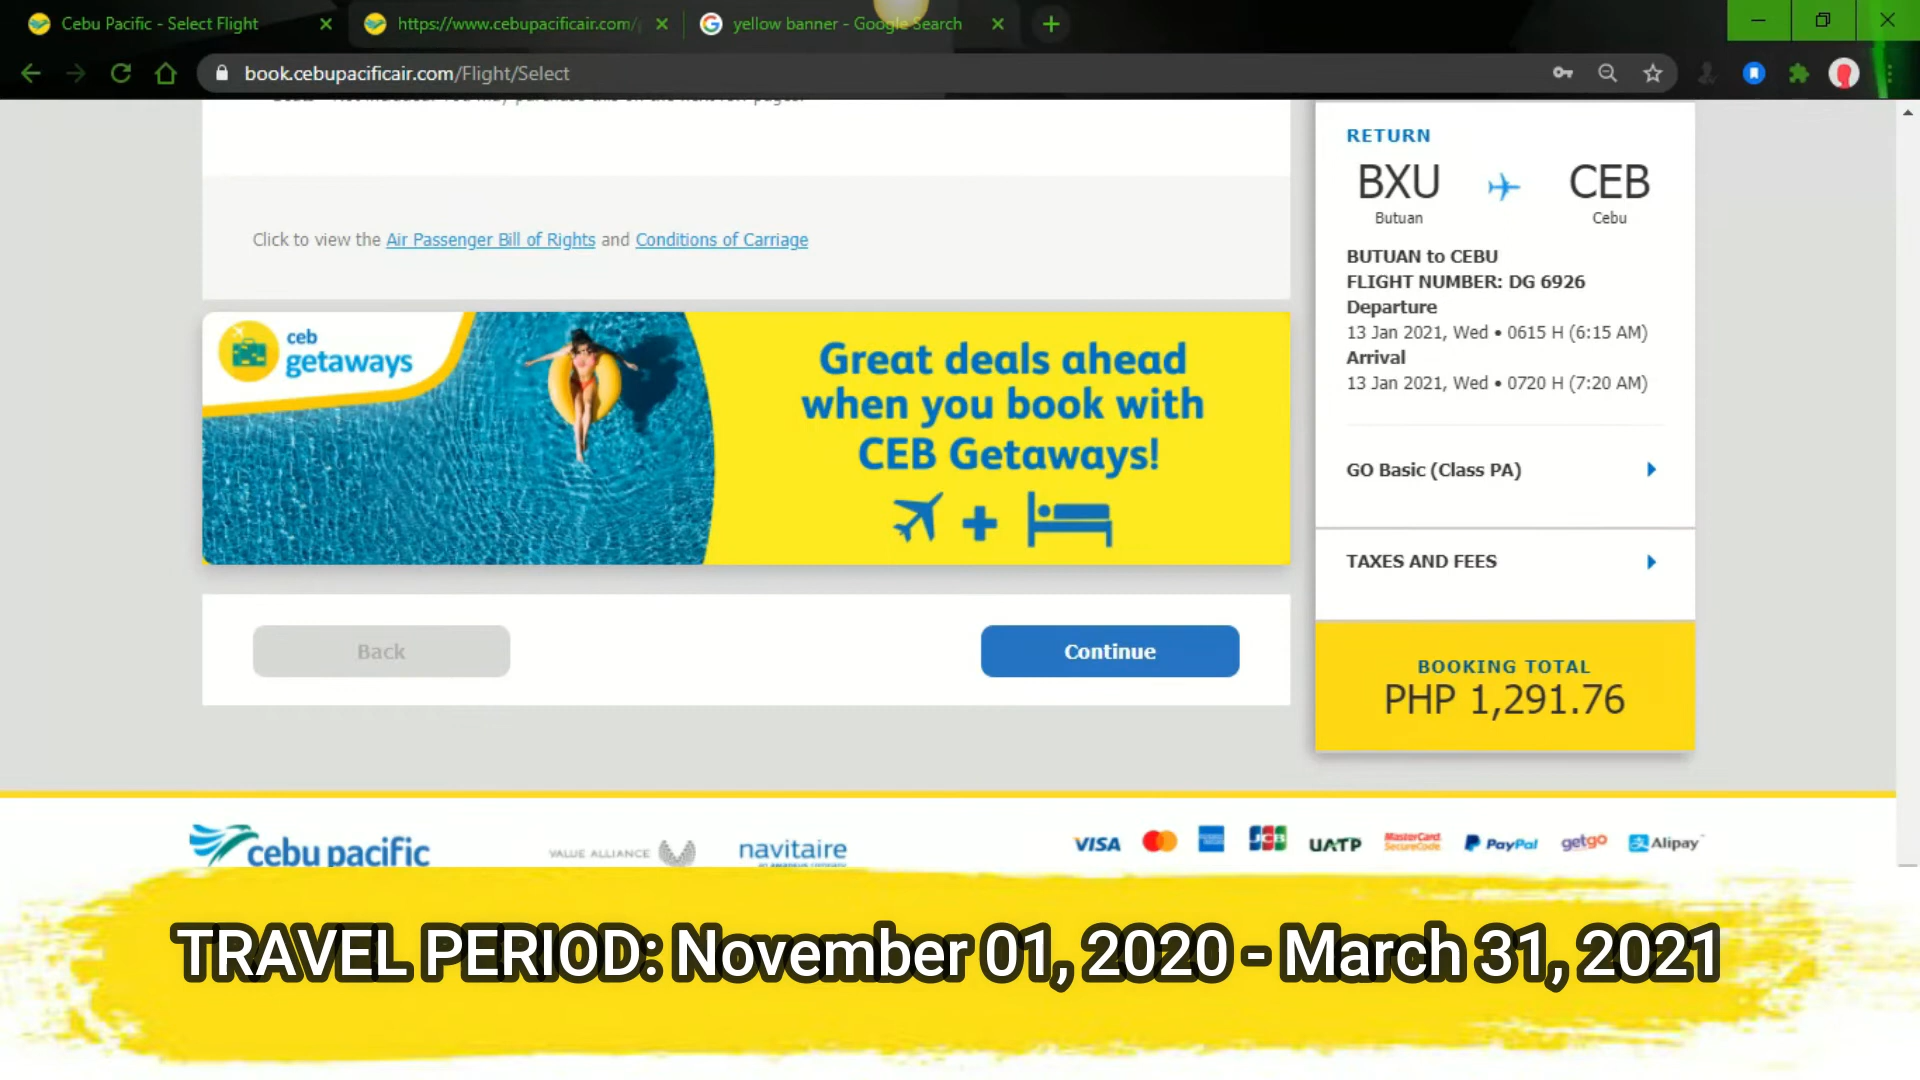 Cebu Pacific - Select Flight
https://www.cebupacificair.com/
yellow banner - Google Search
book.cebupacificair.com/Flight/Select
Click to view the Air Passenger Bill of Rights and Conditions of Carriage
ceb
getaways
Great deals ahead
when you book with
CEB Getaways!
Back
Continue
RETURN
BXU CEB
Butuan Cebu
BUTUAN to CEBU
FLIGHT NUMBER: DG 6926
Departure
13 Jan 2021, Wed • 0615 H (6:15 AM)
Arrival
13 Jan 2021, Wed • 0720 H (7:20 AM)
GO Basic (Class PA)
TAXES AND FEES
BOOKING TOTAL
PHP 1,291.76
cebu pacific
VALUE ALLIANCE
navitaire
VISA
JCB
UATP
MasterCard
SecureCode
PayPal
getgo
Alipay
TRAVEL PERIOD: November 01, 2020 - March 31, 2021